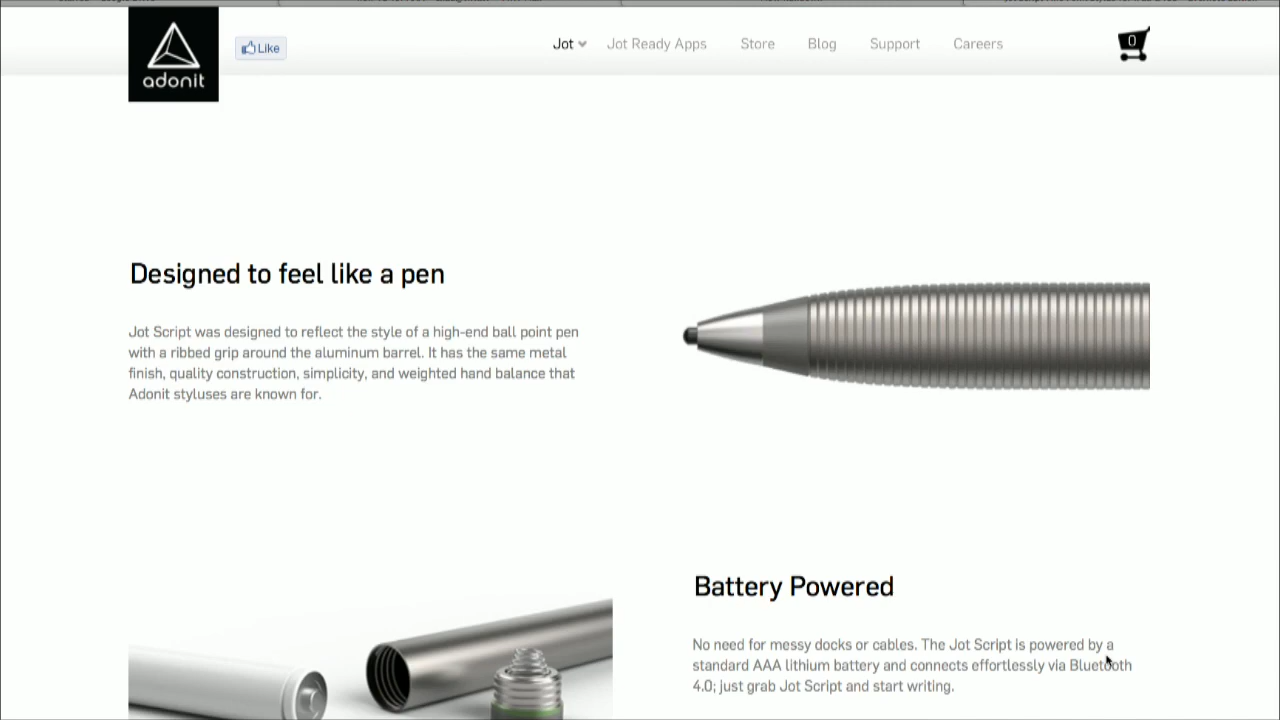 adonit
Like
Jot
Jot Ready Apps
Store
Blog
Support
Careers
0
Designed to feel like a pen
Jot Script was designed to reflect the style of a high-end ball point pen
with a ribbed grip around the aluminum barrel. It has the same metal
finish, quality construction, simplicity, and weighted hand balance that
Adonit styluses are known for.
Battery Powered
No need for messy docks or cables. The Jot Script is powered by a
standard AAA lithium battery and connects effortlessly via Bluetooth
4.0; just grab Jot Script and start writing.